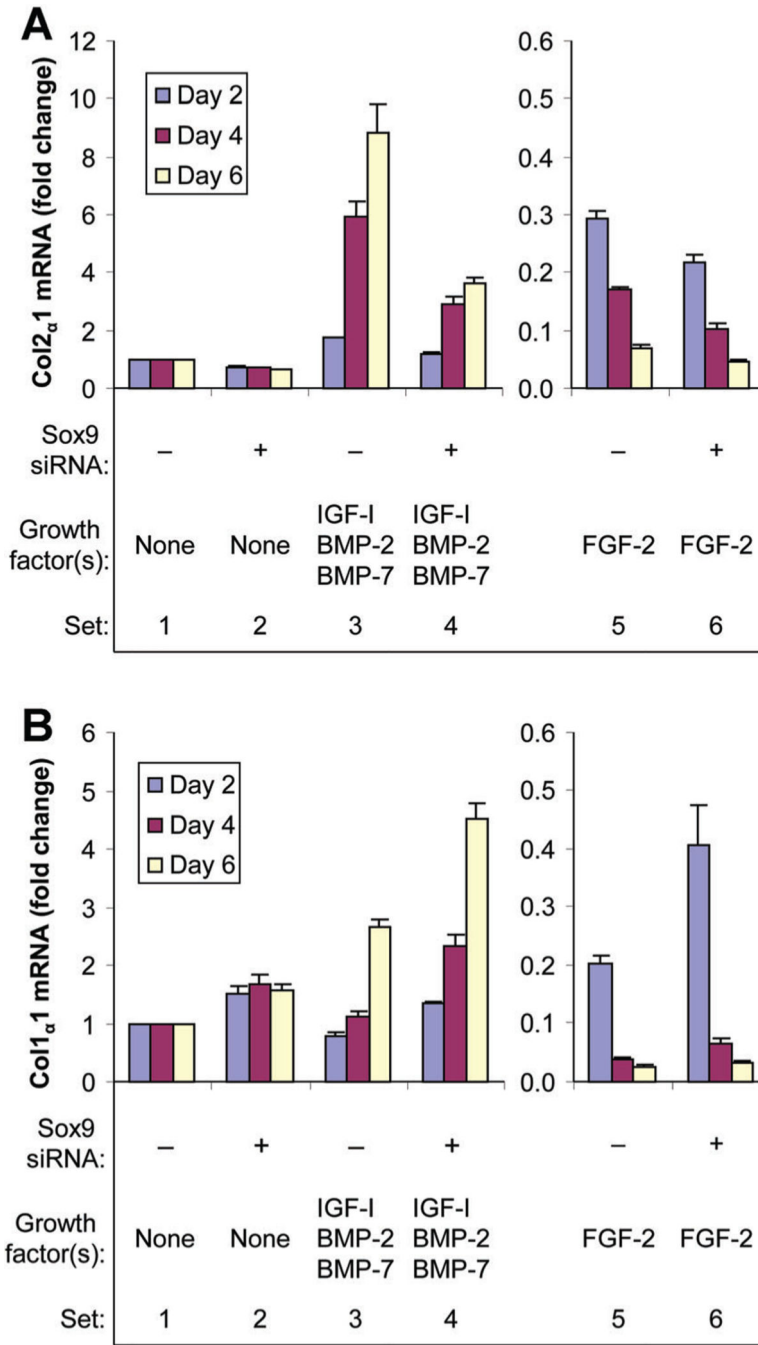 A
Col2α1 mRNA (fold change)
12
10
8
6
4
2
0
Day 2
Day 4
Day 6
0.6
0.5
0.4
0.3
0.2
0.1
0.0
Sox9
siRNA: – + – + – +
Growth
factor(s): None None IGF-I BMP-2 BMP-7 IGF-I BMP-2 BMP-7 FGF-2 FGF-2
Set: 1 2 3 4 5 6
B
Col1α1 mRNA (fold change)
6
5
4
3
2
1
0
Day 2
Day 4
Day 6
0.6
0.5
0.4
0.3
0.2
0.1
0.0
Sox9
siRNA: – + – + – +
Growth
factor(s): None None IGF-I BMP-2 BMP-7 IGF-I BMP-2 BMP-7 FGF-2 FGF-2
Set: 1 2 3 4 5 6